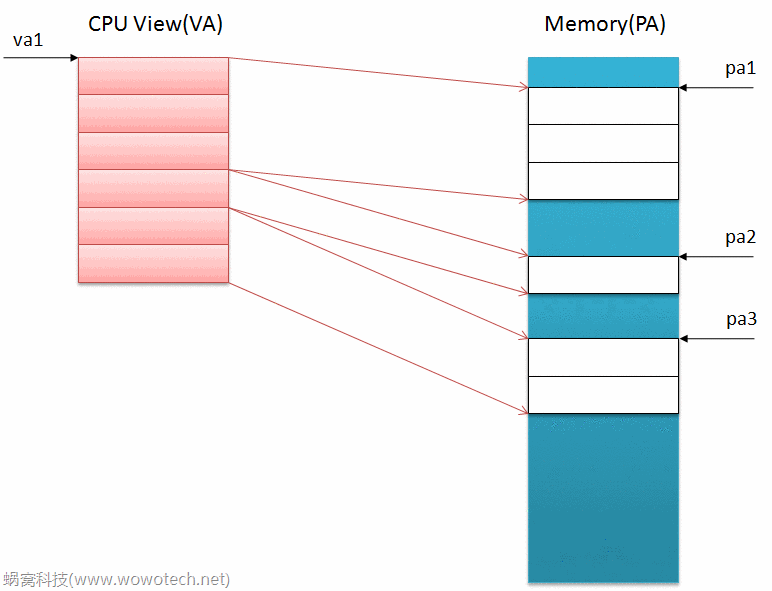 CPU View(VA)
Memory(PA)
va1
pa1
pa2
pa3
蜗窝科技(www.wowotech.net)